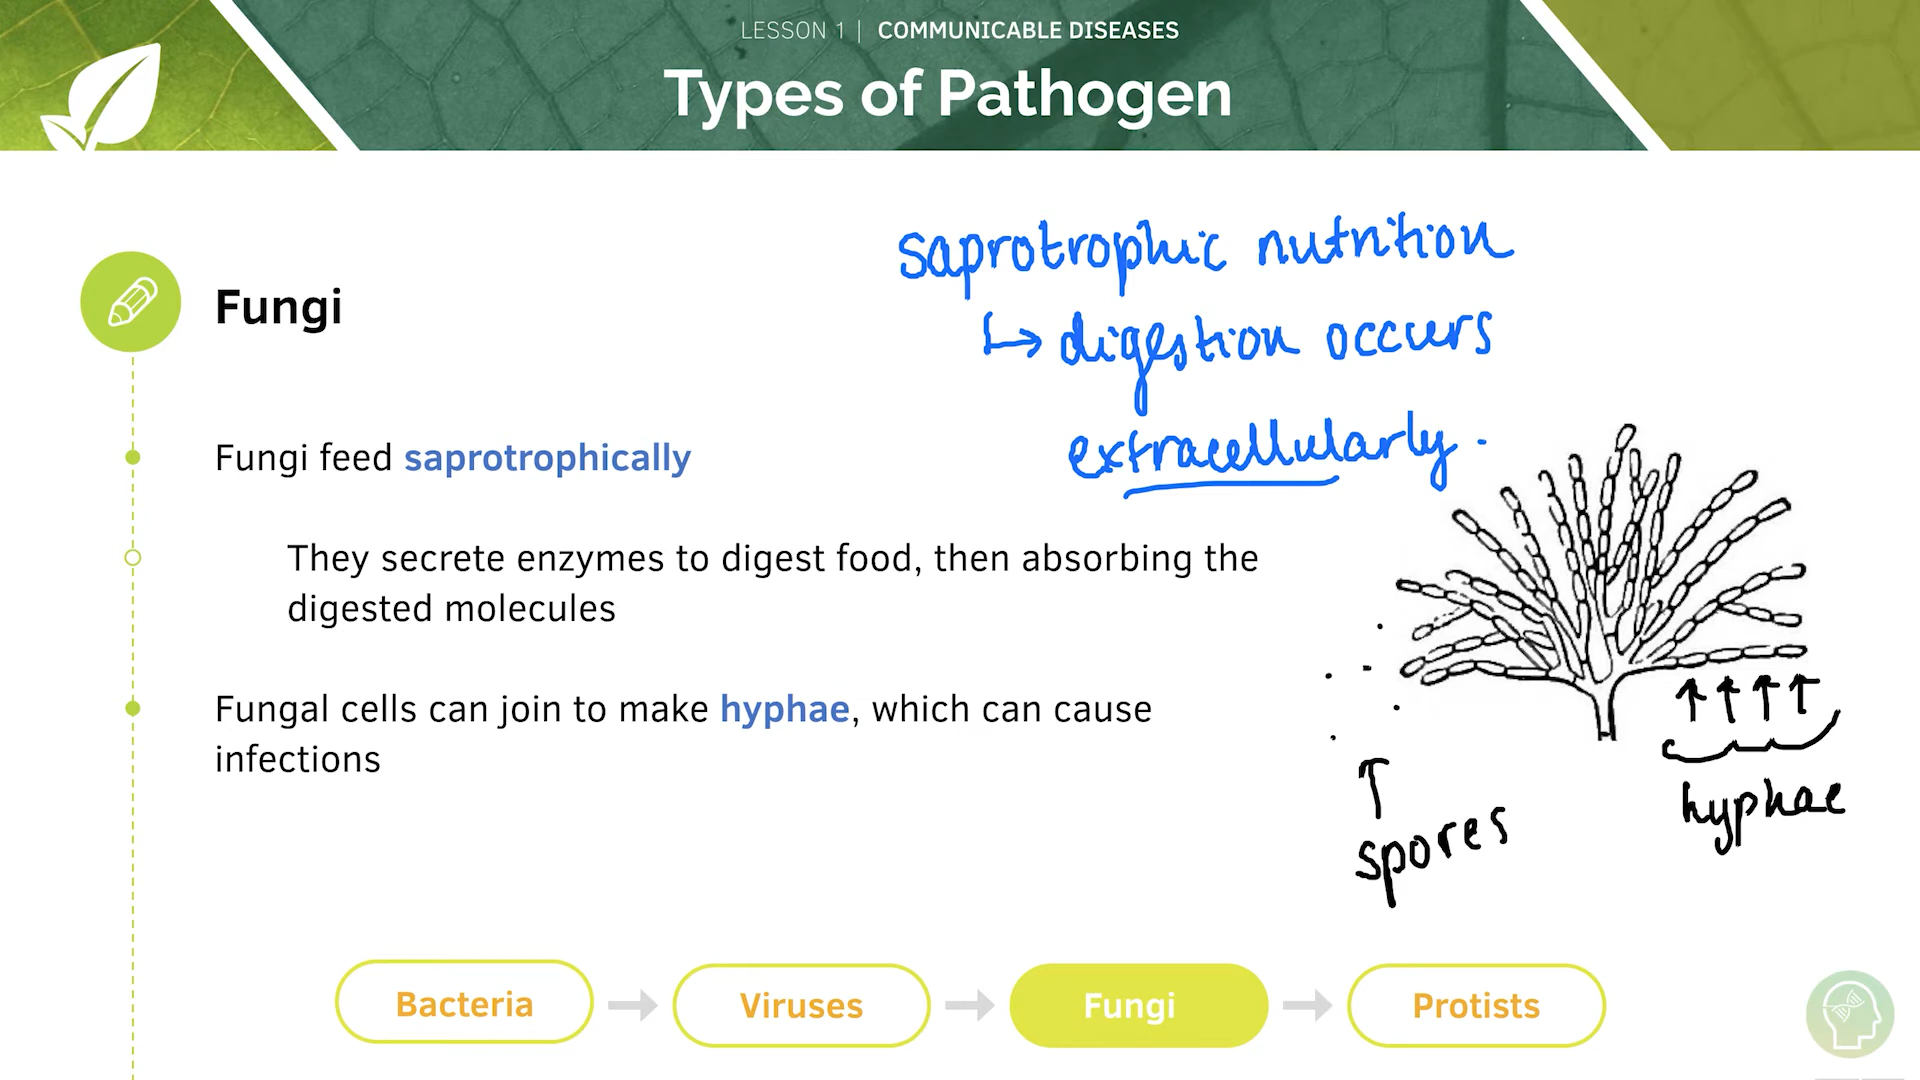 LESSON 1 | COMMUNICABLE DISEASES
Types of Pathogen
saprotrophic nutrition
↳ digestion occurs
extracellularly.
Fungi
Fungi feed saprotrophically
They secrete enzymes to digest food, then absorbing the
digested molecules
Fungal cells can join to make hyphae, which can cause
infections
hyphae
spores
Bacteria
Viruses
Fungi
Protists